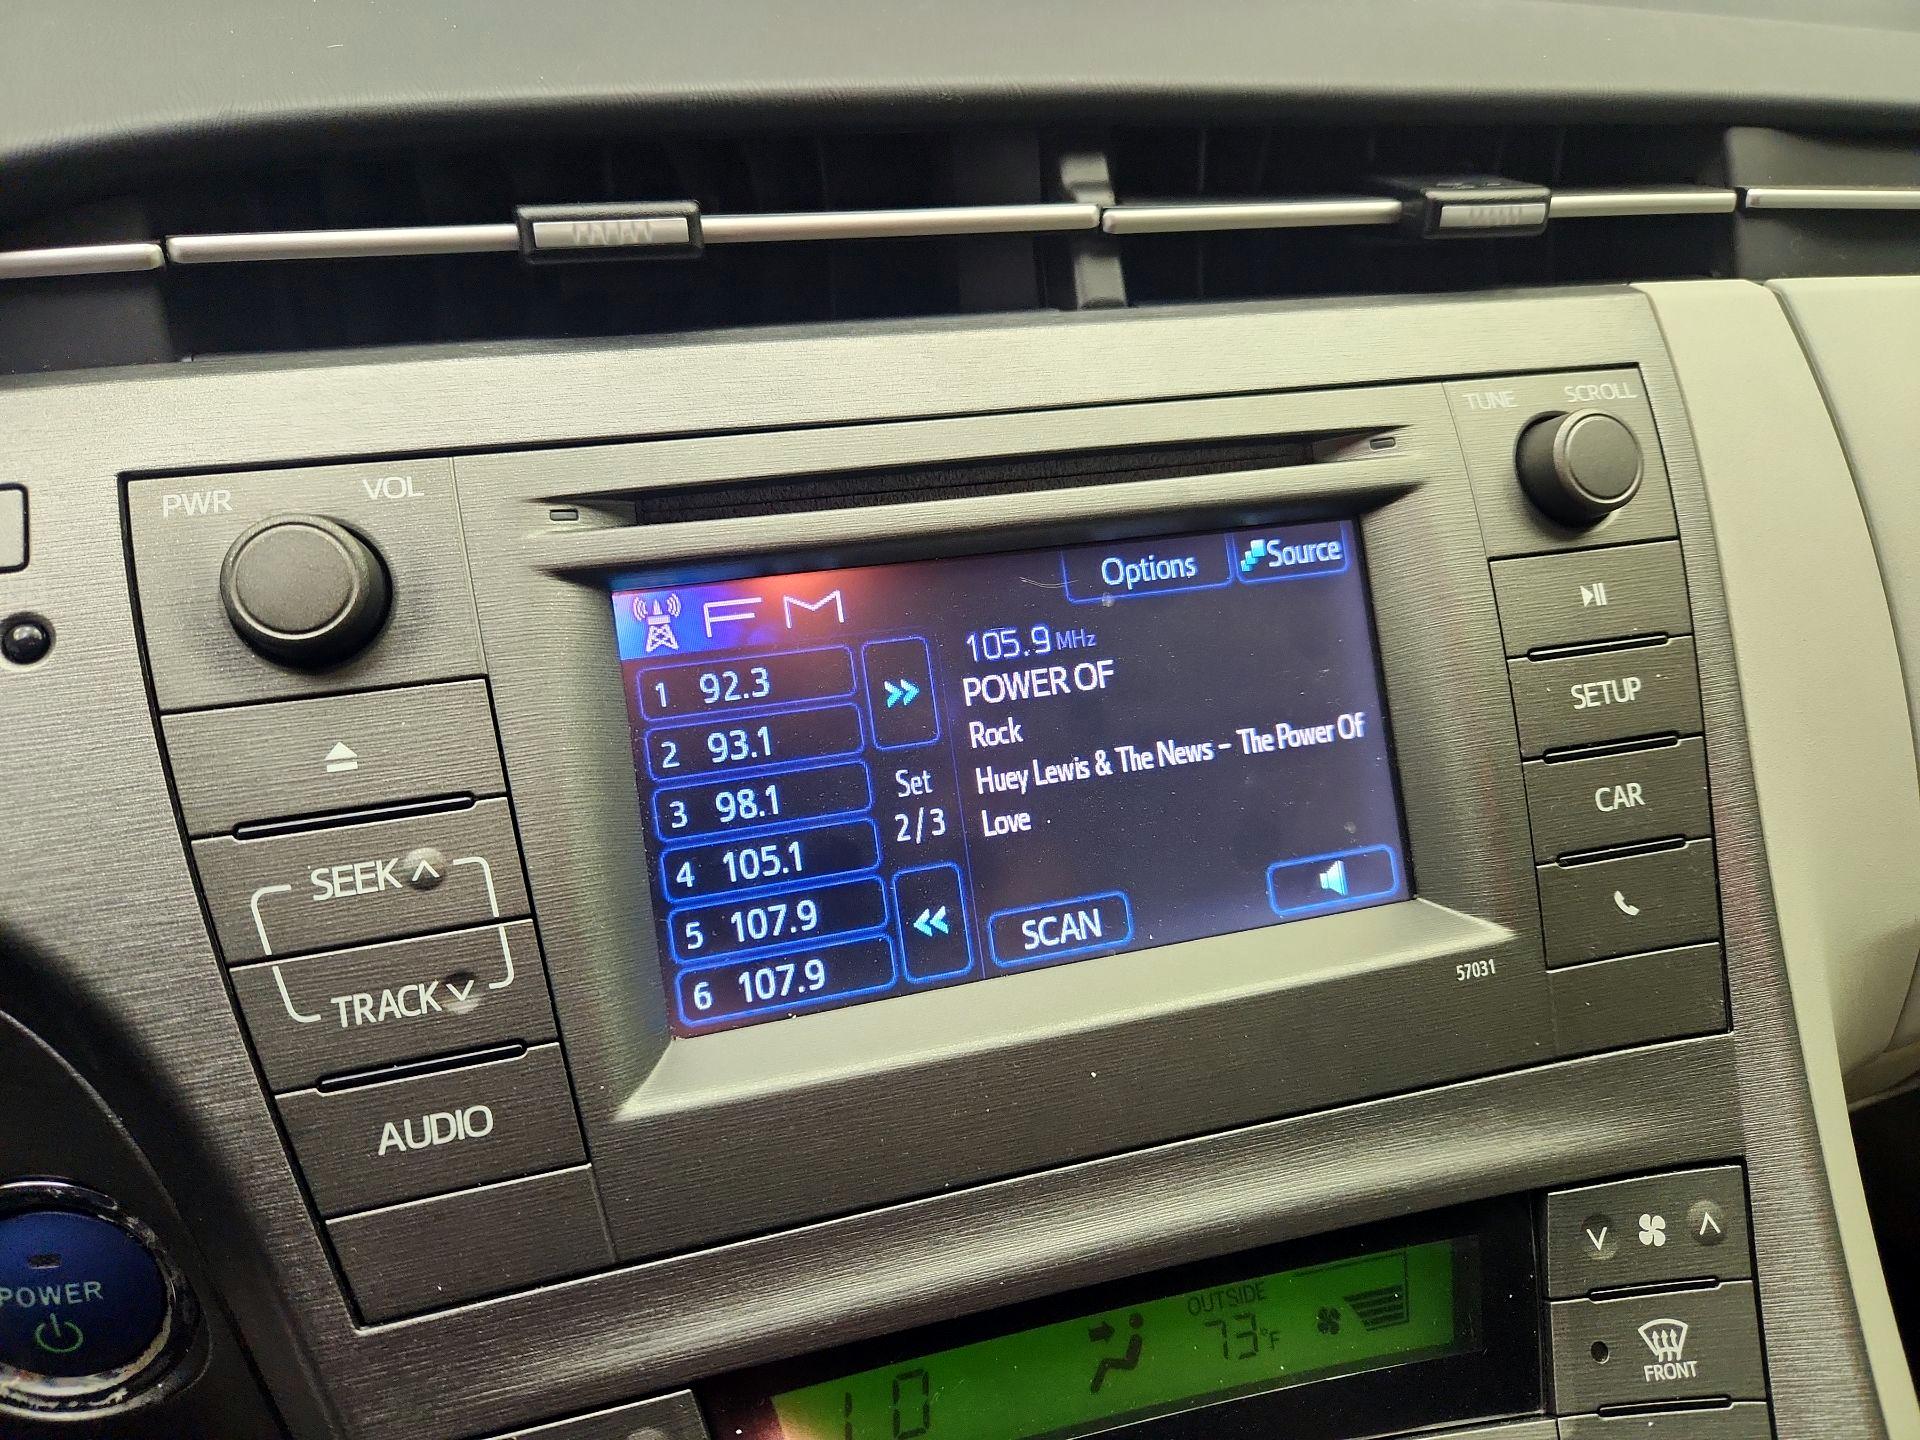 PWR VOL
TUNE SCROLL
Options
Source
FM
105.9 MHz
POWER OF
Rock
Huey Lewis & The News - The Power Of
Love
1 92.3
2 93.1
3 98.1
4 105.1
5 107.9
6 107.9
Set
2/3
SCAN
SEEK
TRACK
AUDIO
SETUP
CAR
57031
POWER
OUTSIDE
73°F
FRONT